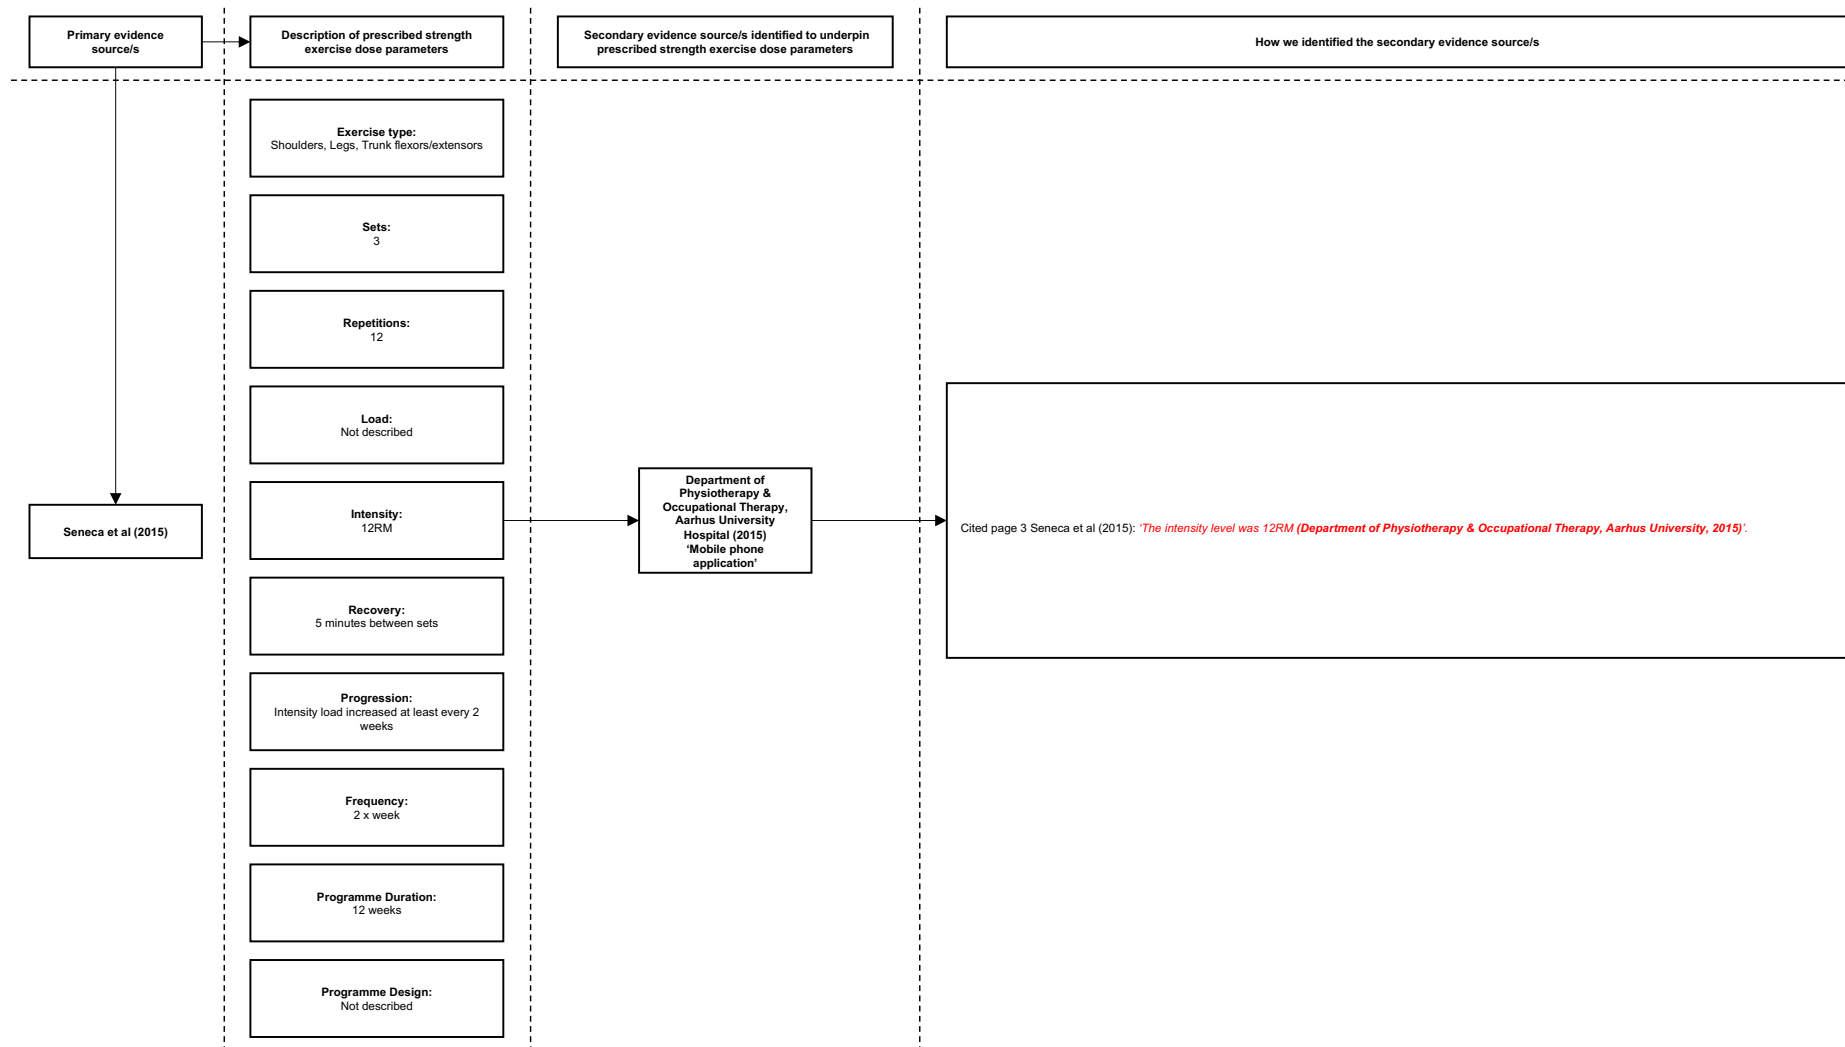 Primary evidence
source/s
Description of prescribed strength
exercise dose parameters
Secondary evidence source/s identified to underpin
prescribed strength exercise dose parameters
How we identified the secondary evidence source/s
Exercise type:
Shoulders, Legs, Trunk flexors/extensors
Sets:
3
Repetitions:
12
Load:
Not described
Seneca et al (2015)
Intensity:
12RM
Department of
Physiotherapy &
Occupational Therapy,
Aarhus University
Hospital (2015)
‘Mobile phone
application’
Cited page 3 Seneca et al (2015): ‘The intensity level was 12RM (Department of Physiotherapy & Occupational Therapy, Aarhus University, 2015)’.
Recovery:
5 minutes between sets
Progression:
Intensity load increased at least every 2
weeks
Frequency:
2 x week
Programme Duration:
12 weeks
Programme Design:
Not described